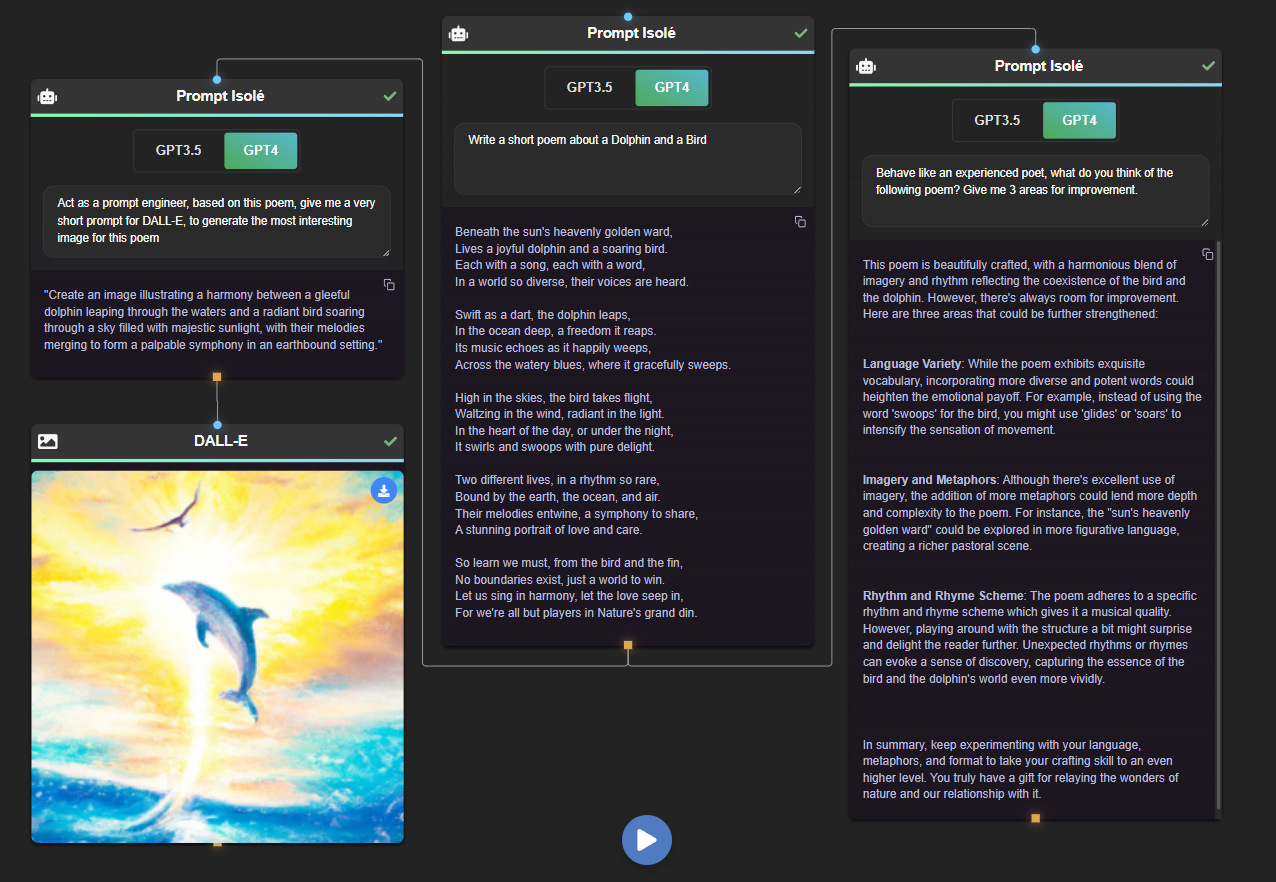 Prompt Isolé
GPT3.5
GPT4
Act as a prompt engineer, based on this poem, give me a very
short prompt for DALL-E, to generate the most interesting
image for this poem
"Create an image illustrating a harmony between a gleeful
dolphin leaping through the waters and a radiant bird soaring
through a sky filled with majestic sunlight, with their melodies
merging to form a palpable symphony in an earthbound setting."
DALL-E
Prompt Isolé
GPT3.5
GPT4
Write a short poem about a Dolphin and a Bird
Beneath the sun's heavenly golden ward,
Lives a joyful dolphin and a soaring bird.
Each with a song, each with a word,
In a world so diverse, their voices are heard.
Swift as a dart, the dolphin leaps,
In the ocean deep, a freedom it reaps.
Its music echoes as it happily weeps,
Across the watery blues, where it gracefully sweeps.
High in the skies, the bird takes flight,
Waltzing in the wind, radiant in the light.
In the heart of the day, or under the night,
It swirls and swoops with pure delight.
Two different lives, in a rhythm so rare,
Bound by the earth, the ocean, and air.
Their melodies entwine, a symphony to share,
A stunning portrait of love and care.
So learn we must, from the bird and the fin,
No boundaries exist, just a world to win.
Let us sing in harmony, let the love seep in,
For we're all but players in Nature's grand din.
Prompt Isolé
GPT3.5
GPT4
Behave like an experienced poet, what do you think of the
following poem? Give me 3 areas for improvement.
This poem is beautifully crafted, with a harmonious blend of
imagery and rhythm reflecting the coexistence of the bird and
the dolphin. However, there's always room for improvement.
Here are three areas that could be further strengthened:
Language Variety: While the poem exhibits exquisite
vocabulary, incorporating more diverse and potent words could
heighten the emotional payoff. For example, instead of using the
word 'swoops' for the bird, you might use 'glides' or 'soars' to
intensify the sensation of movement.
Imagery and Metaphors: Although there's excellent use of
imagery, the addition of more metaphors could lend more depth
and complexity to the poem. For instance, the "sun's heavenly
golden ward" could be explored in more figurative language,
creating a richer pastoral scene.
Rhythm and Rhyme Scheme: The poem adheres to a specific
rhythm and rhyme scheme which gives it a musical quality.
However, playing around with the structure a bit might surprise
and delight the reader further. Unexpected rhythms or rhymes
can evoke a sense of discovery, capturing the essence of the
bird and the dolphin's world even more vividly.
In summary, keep experimenting with your language,
metaphors, and format to take your crafting skill to an even
higher level. You truly have a gift for relaying the wonders of
nature and our relationship with it.